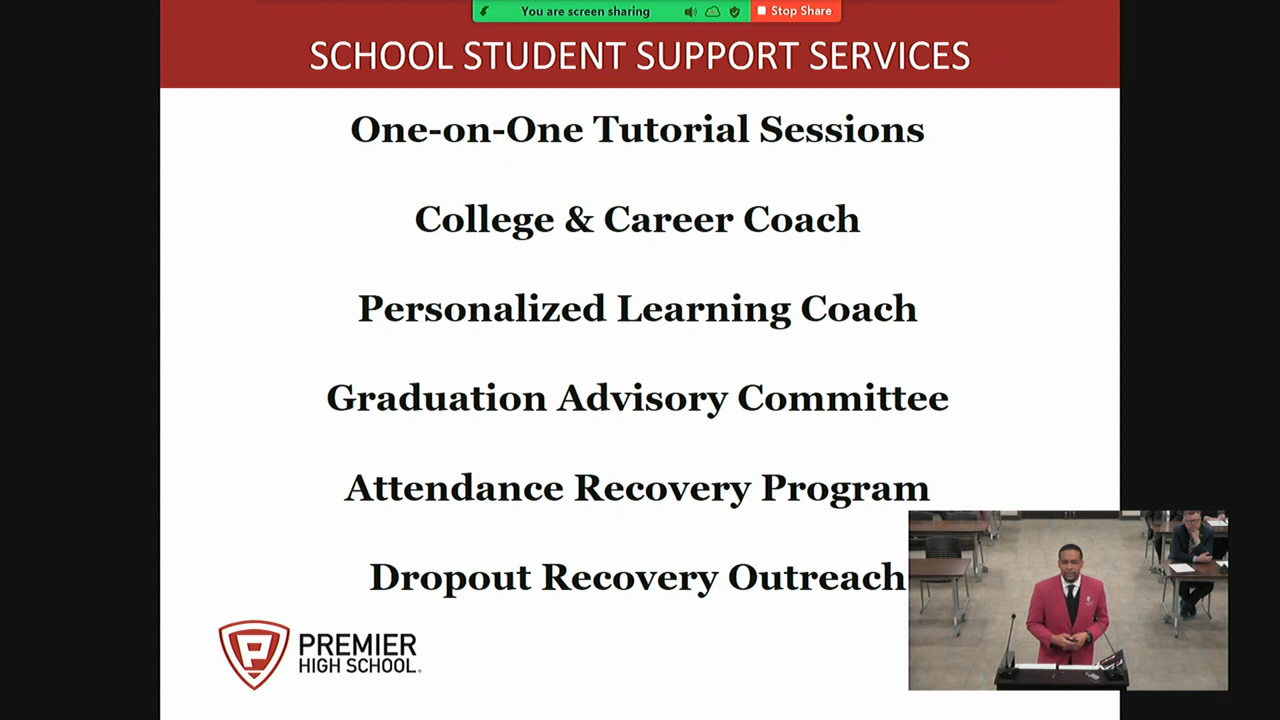 You are screen sharing
Stop Share
SCHOOL STUDENT SUPPORT SERVICES
One-on-One Tutorial Sessions
College & Career Coach
Personalized Learning Coach
Graduation Advisory Committee
Attendance Recovery Program
Dropout Recovery Outreach
P
PREMIER
HIGH SCHOOL®